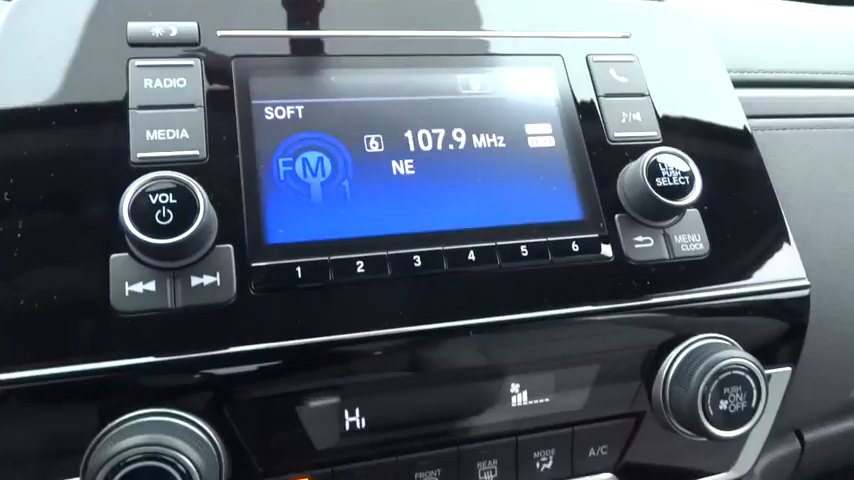 RADIO
MEDIA
VOL
SOFT
6 107.9 MHz
NE
FM 1
1 2 3 4 5 6
PUSH
SELECT
MENU
CLOCK
Hi
PUSH
ON/
OFF
FRONT
REAR
MODE
A/C